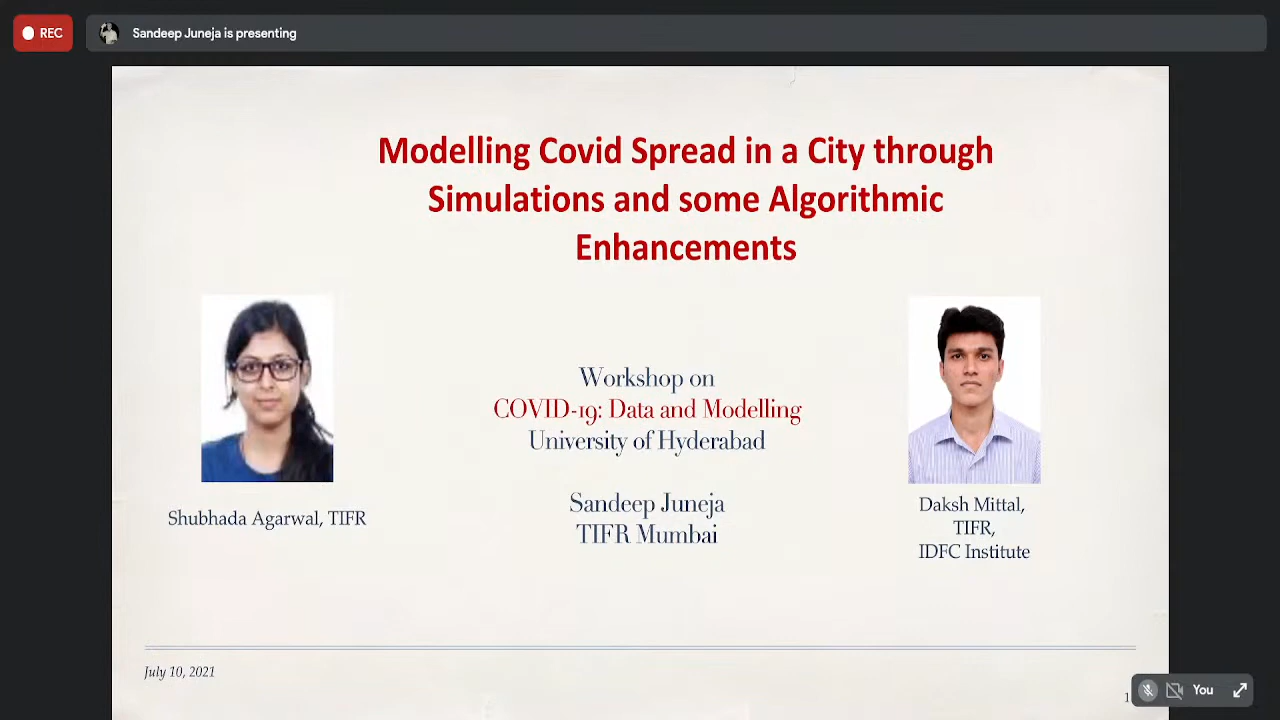 REC
Sandeep Juneja is presenting
Modelling Covid Spread in a City through
Simulations and some Algorithmic
Enhancements
Workshop on
COVID-19: Data and Modelling
University of Hyderabad
Sandeep Juneja
TIFR Mumbai
Shubhada Agarwal, TIFR
Daksh Mittal,
TIFR,
IDFC Institute
July 10, 2021
1
You